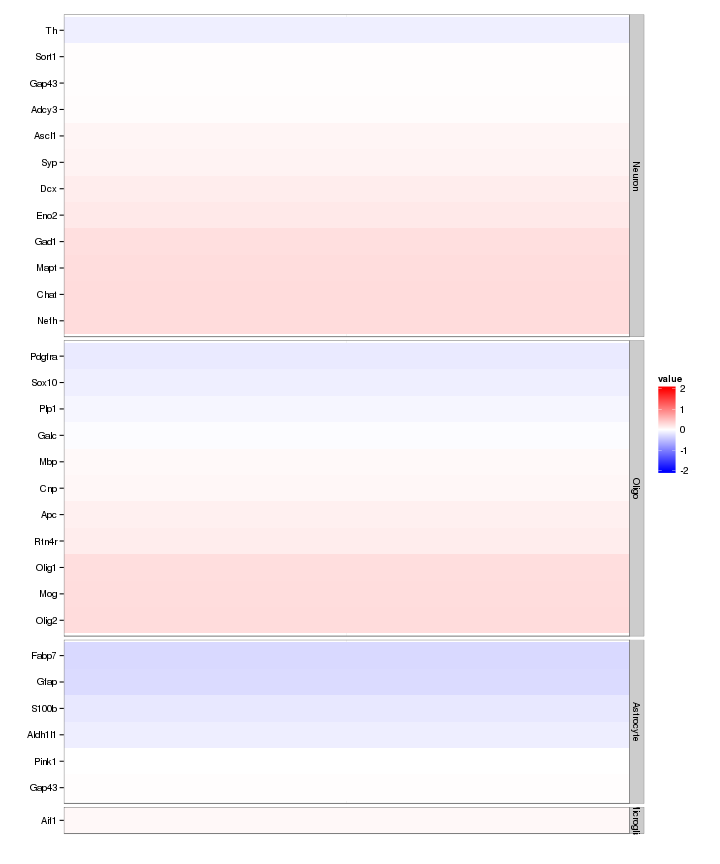 Th
Sort1
Gap43
Adcy3
Ascl1
Syp
Dcx
Eno2
Gad1
Mapt
Chat
Nefh
Neuron
Pdgfra
Sox10
Plp1
Galc
Mbp
Cnp
Apc
Rtn4r
Olig1
Mog
Olig2
Oligo
Fabp7
Gfap
S100b
Aldh1l1
Pink1
Gap43
Astrocyte
Aif1
value
2
1
0
-1
-2